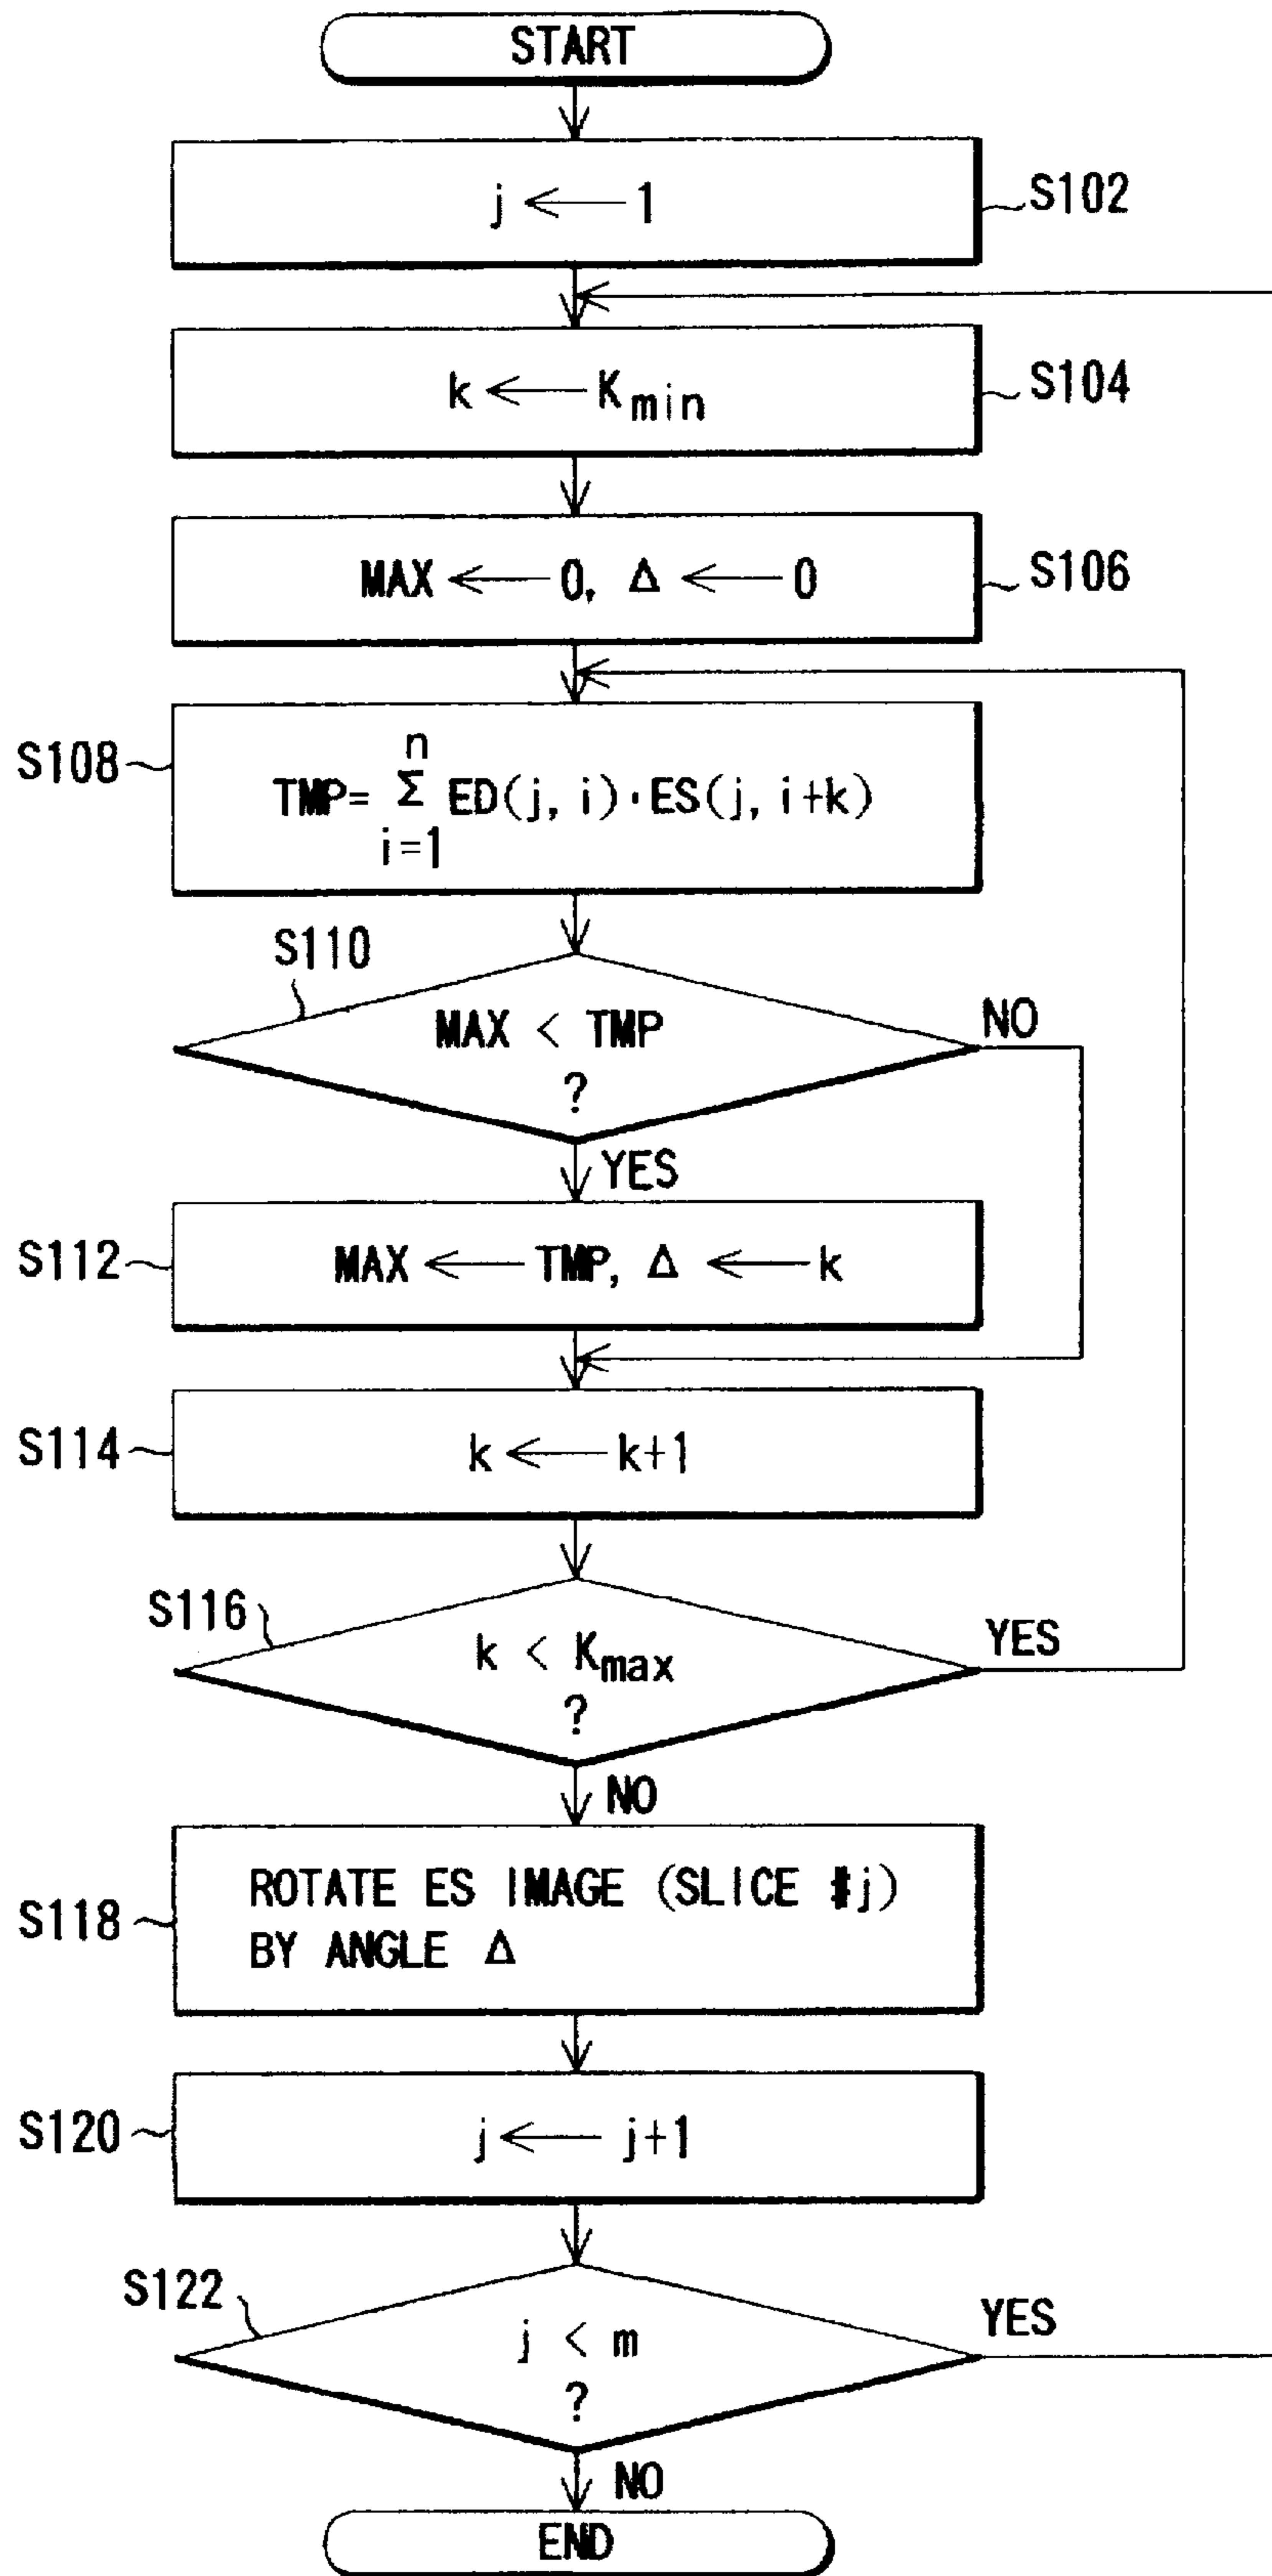 START
j ← 1
S102
k ← Kmin
S104
MAX ← 0, Δ ← 0
S106
S108
n
TMP= Σ ED(j, i)·ES(j, i+k)
i=1
S110
MAX < TMP
?
NO
YES
S112
MAX ← TMP, Δ ← k
S114
k ← k+1
S116
k < Kmax
?
YES
NO
S118
ROTATE ES IMAGE (SLICE #j)
BY ANGLE Δ
S120
j ← j+1
S122
j < m
?
YES
NO
END